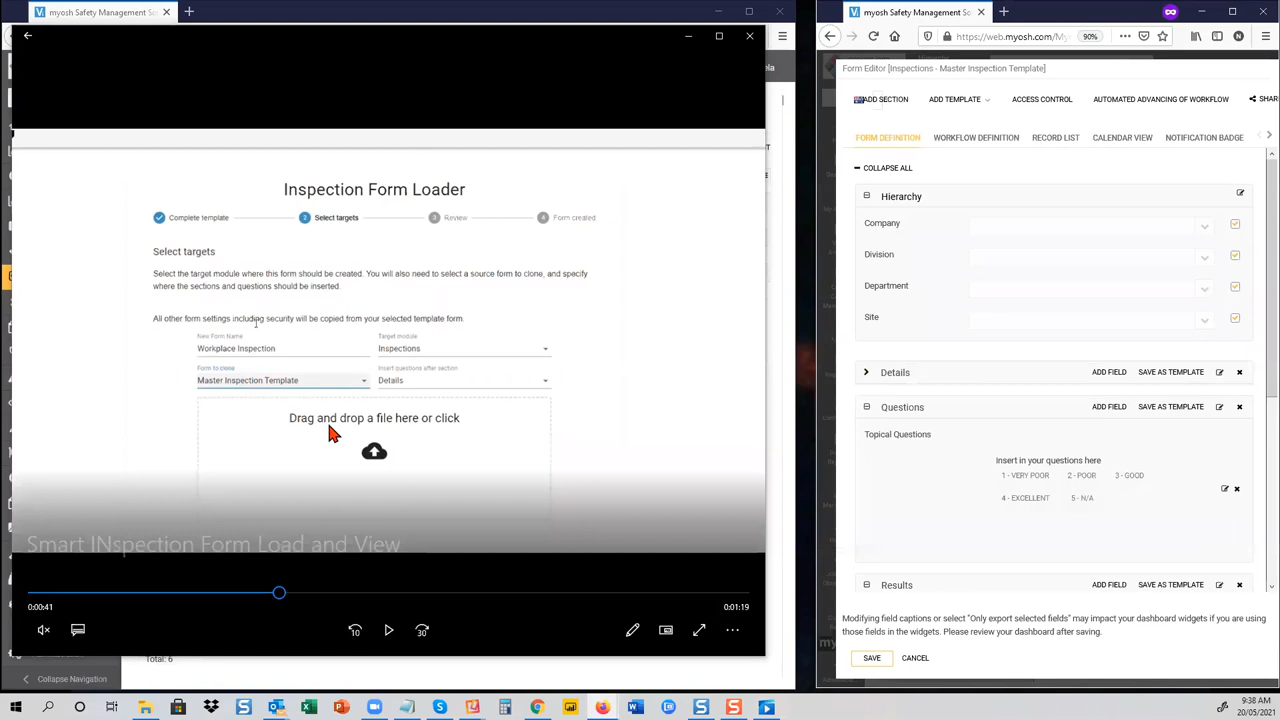 myosh Safety Management So
Inspection Form Loader
Complete template
2 Select targets
3 Review
4 Form created
Select targets
Select the target module where this form should be created. You will also need to select a source form to clone, and specify
where the sections and questions should be inserted.
All other form settings including security will be copied from your selected template form.
New Form Name
Workplace Inspection
Target module
Inspections
Form to clone
Master Inspection Template
Insert questions after section
Details
Drag and drop a file here or click
Smart INspection Form Load and View
0:00:41
0:01:19
10
30
Total: 6
Collapse Navigation
myosh Safety Management So
https://web.myosh.com/My
90%
Form Editor [Inspections - Master Inspection Template]
ADD SECTION
ADD TEMPLATE
ACCESS CONTROL
AUTOMATED ADVANCING OF WORKFLOW
SHAR
FORM DEFINITION
WORKFLOW DEFINITION
RECORD LIST
CALENDAR VIEW
NOTIFICATION BADGE
COLLAPSE ALL
Hierarchy
Company
Division
Department
Site
Details
ADD FIELD
SAVE AS TEMPLATE
Questions
ADD FIELD
SAVE AS TEMPLATE
Topical Questions
Insert in your questions here
1 - VERY POOR
2 - POOR
3 - GOOD
4 - EXCELLENT
5 - N/A
Results
ADD FIELD
SAVE AS TEMPLATE
Modifying field captions or select "Only export selected fields" may impact your dashboard widgets if you are using
those fields in the widgets. Please review your dashboard after saving.
SAVE
CANCEL
9:38 AM
20/05/2021